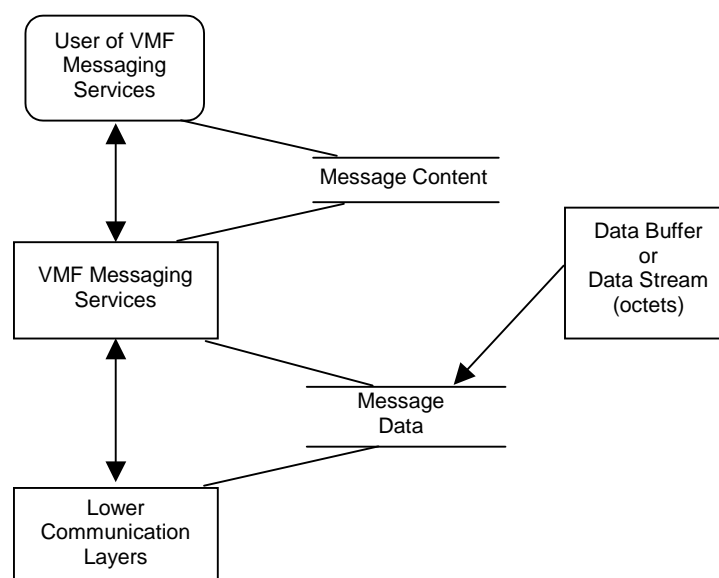 User of VMF
Messaging
Services
Message Content
Data Buffer
or
Data Stream
(octets)
VMF Messaging
Services
Message
Data
Lower
Communication
Layers